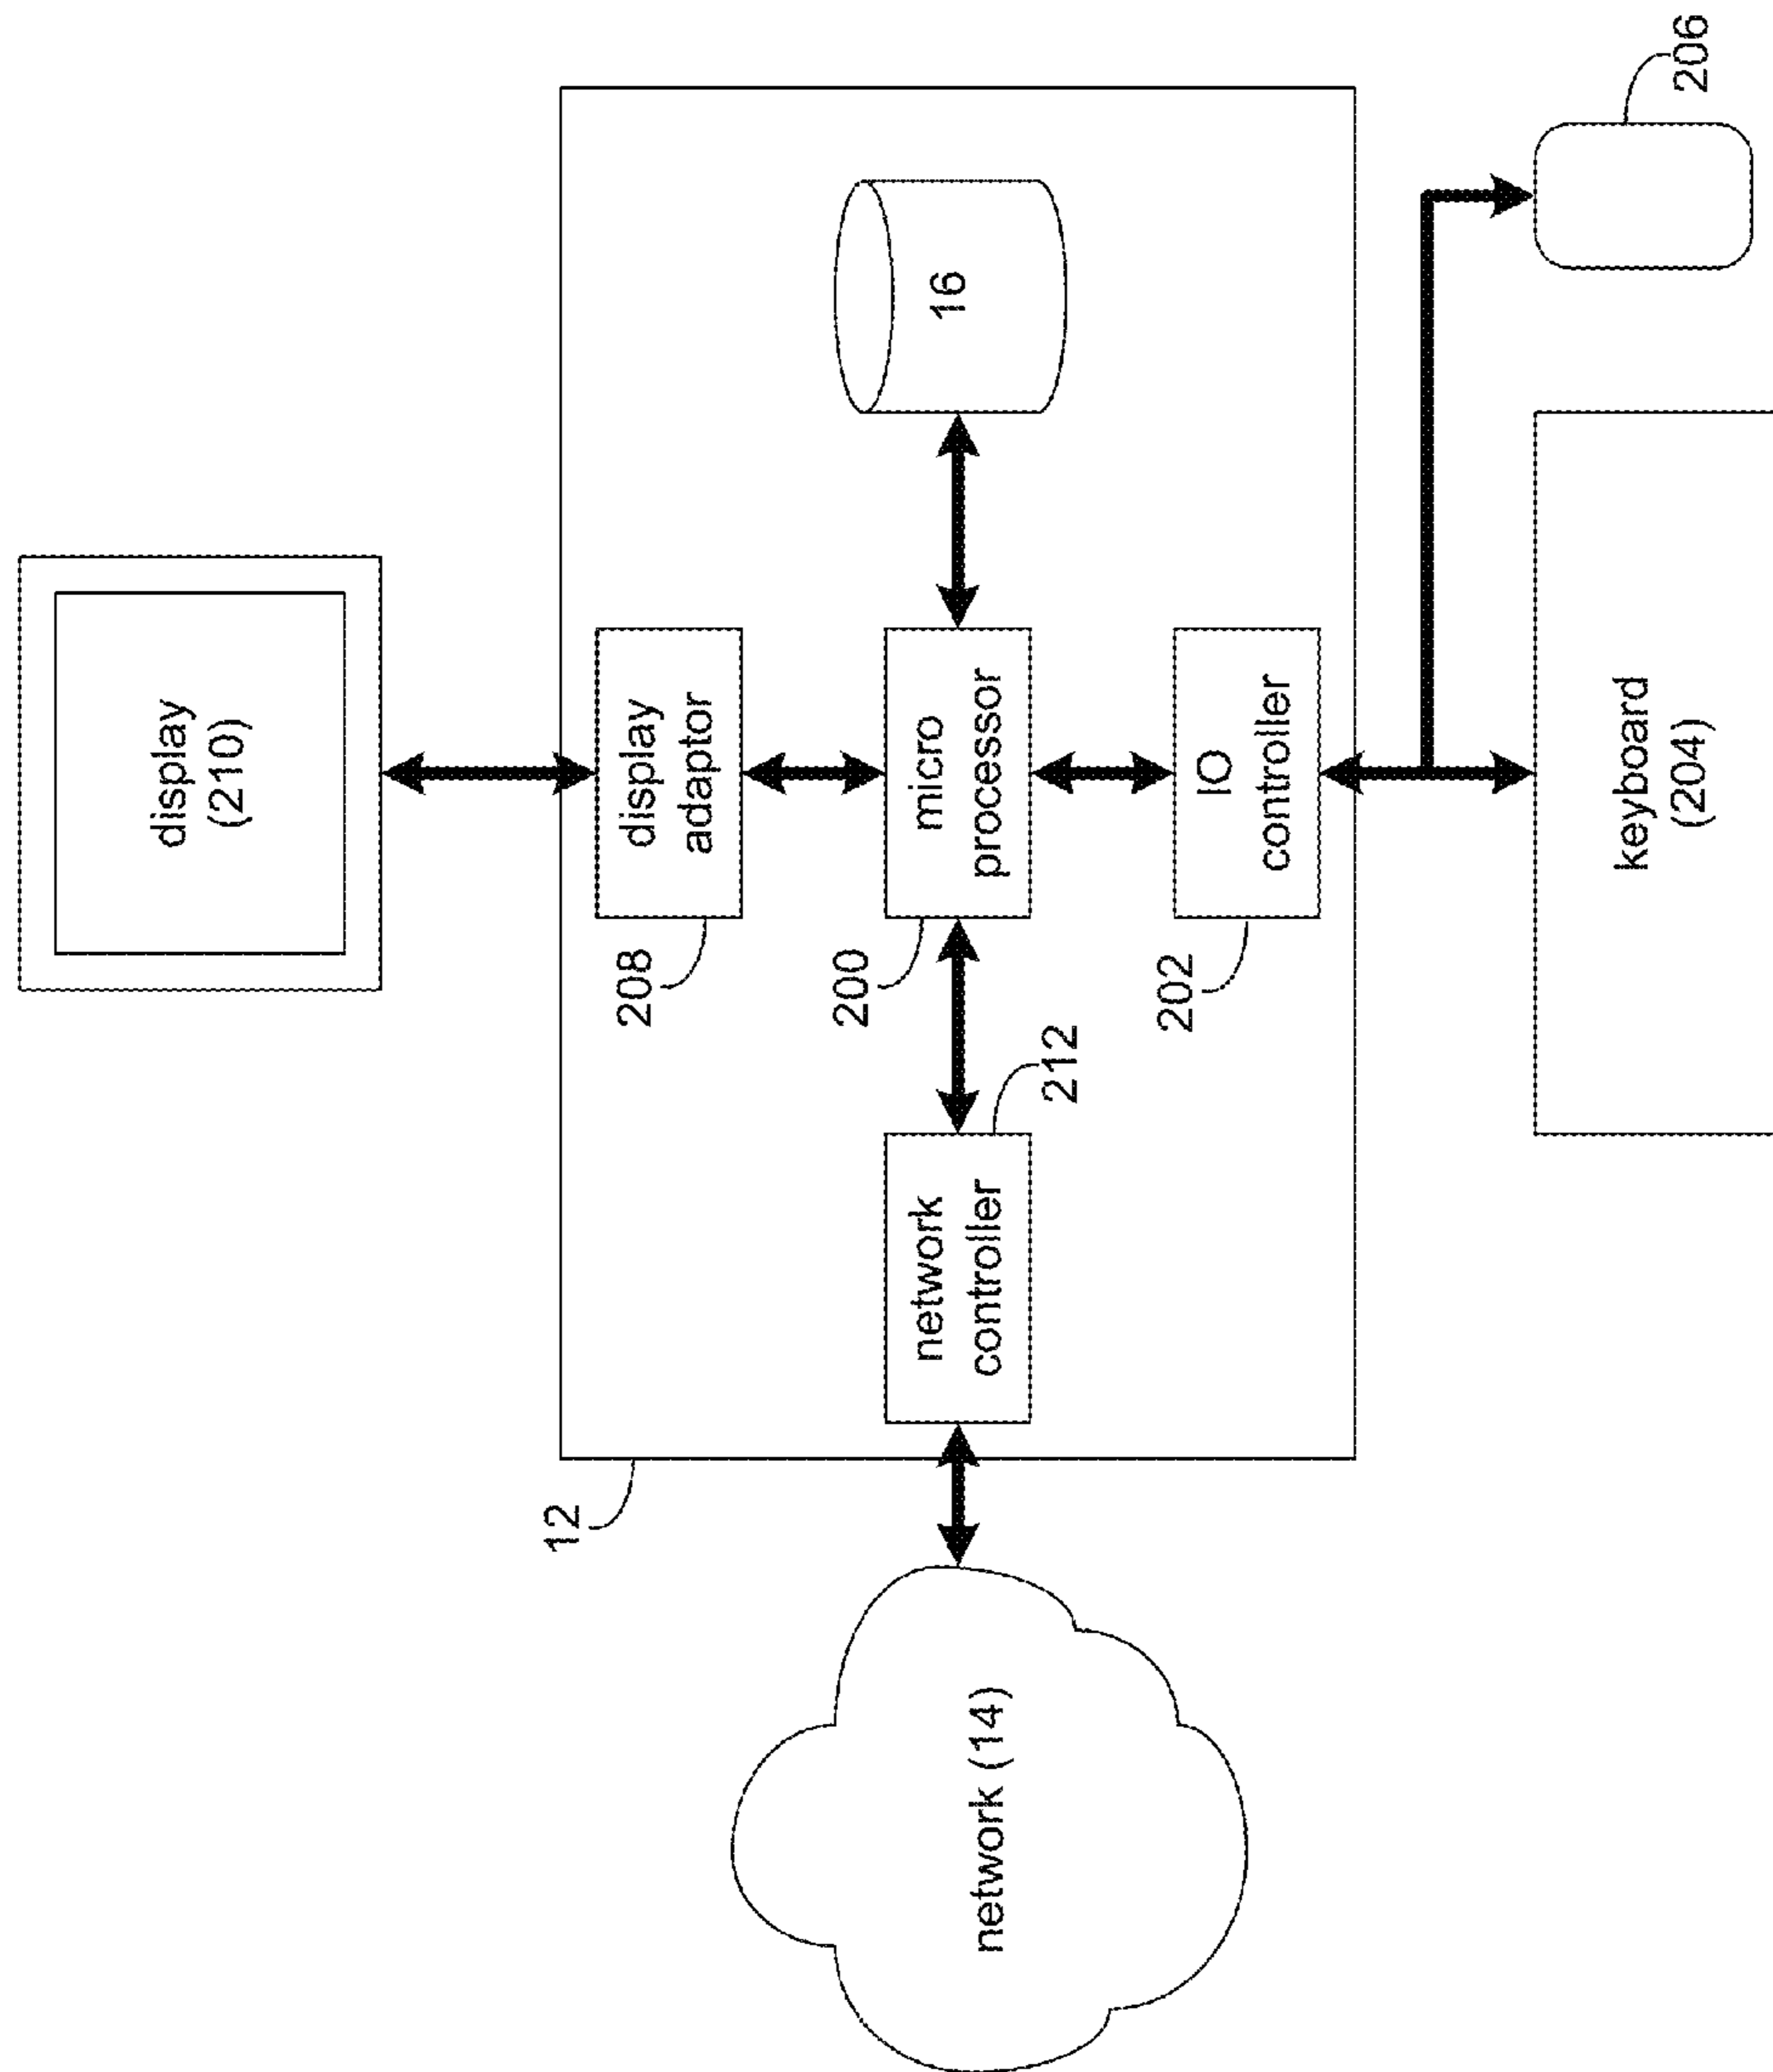 display
(210)
display
adaptor
208
micro
processor
200
16
IO
controller
202
network
controller
212
12
network (14)
keyboard
(204)
206